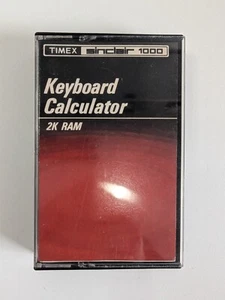 TIMEX sinclair 1000
Keyboard
Calculator
2K RAM